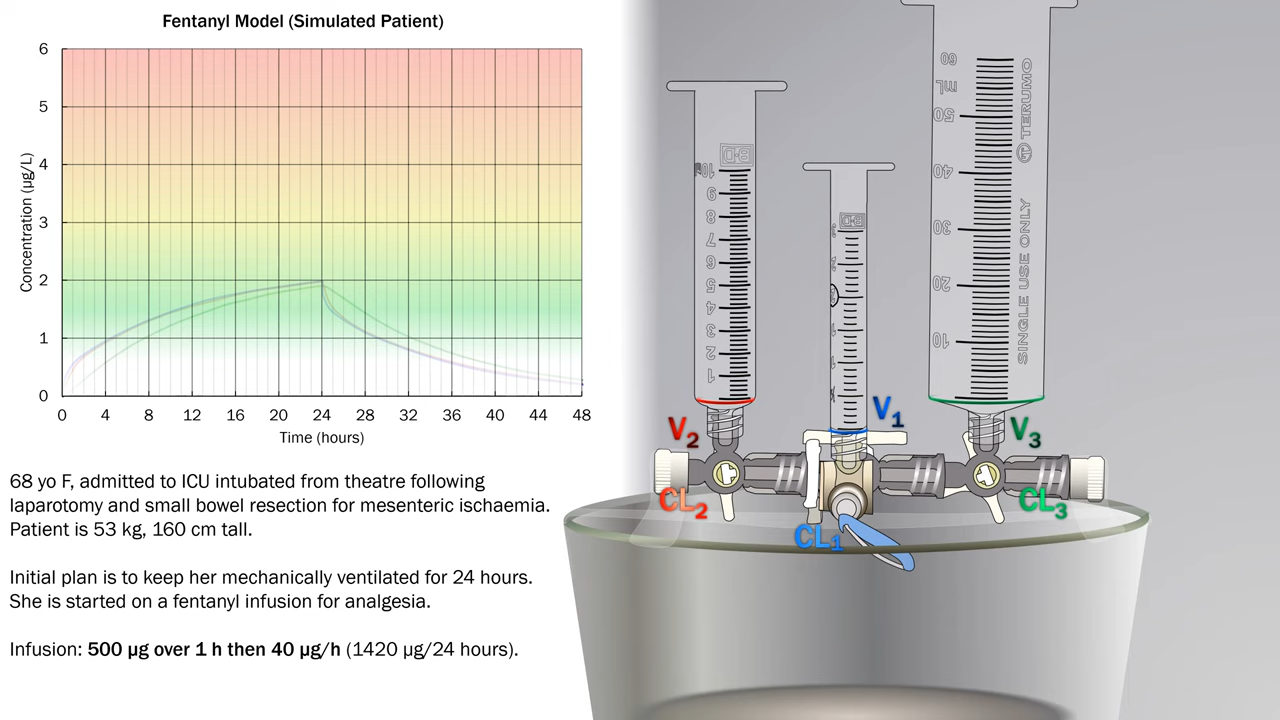 Fentanyl Model (Simulated Patient)
6
5
4
3
2
1
0
Concentration (µg/L)
0 4 8 12 16 20 24 28 32 36 40 44 48
Time (hours)
68 yo F, admitted to ICU intubated from theatre following
laparotomy and small bowel resection for mesenteric ischaemia.
Patient is 53 kg, 160 cm tall.
Initial plan is to keep her mechanically ventilated for 24 hours.
She is started on a fentanyl infusion for analgesia.
Infusion: 500 µg over 1 h then 40 µg/h (1420 µg/24 hours).
B-D
10
9
8
7
6
5
4
3
2
1
B-D
60
mL
50
40
30
20
10
TERUMO
SINGLE USE ONLY
V2
V1
V3
CL2
CL1
CL3